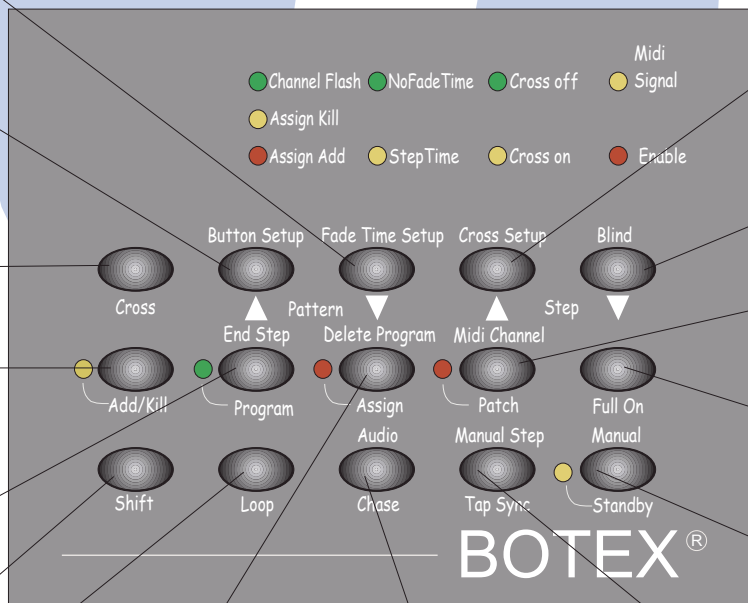 Midi
Channel Flash NoFadeTime Cross off Signal
Assign Kill
Assign Add StepTime Cross on Enable
Button Setup Fade Time Setup Cross Setup Blind
Cross Pattern Step
End Step Delete Program Midi Channel
Add/Kill Program Assign Patch Full On
Audio Manual Step Manual
Shift Loop Chase Tap Sync Standby
BOTEX®